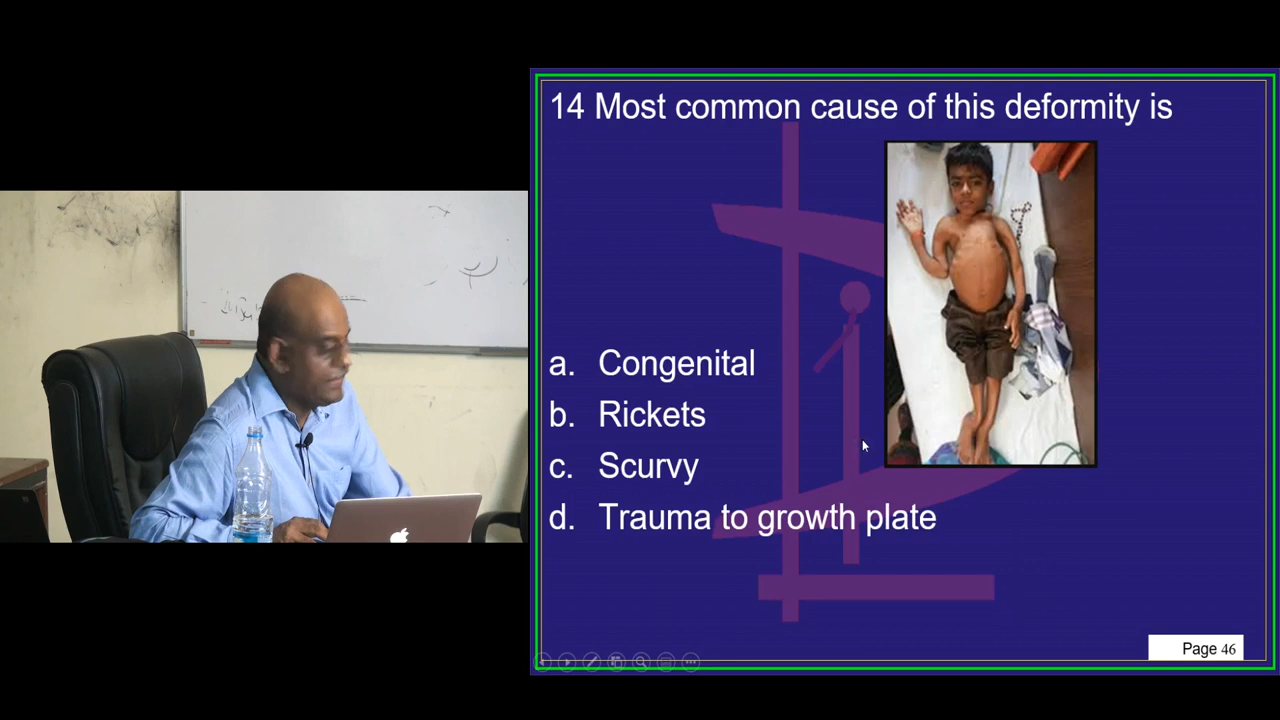 14 Most common cause of this deformity is
a. Congenital
b. Rickets
c. Scurvy
d. Trauma to growth plate
Page 46